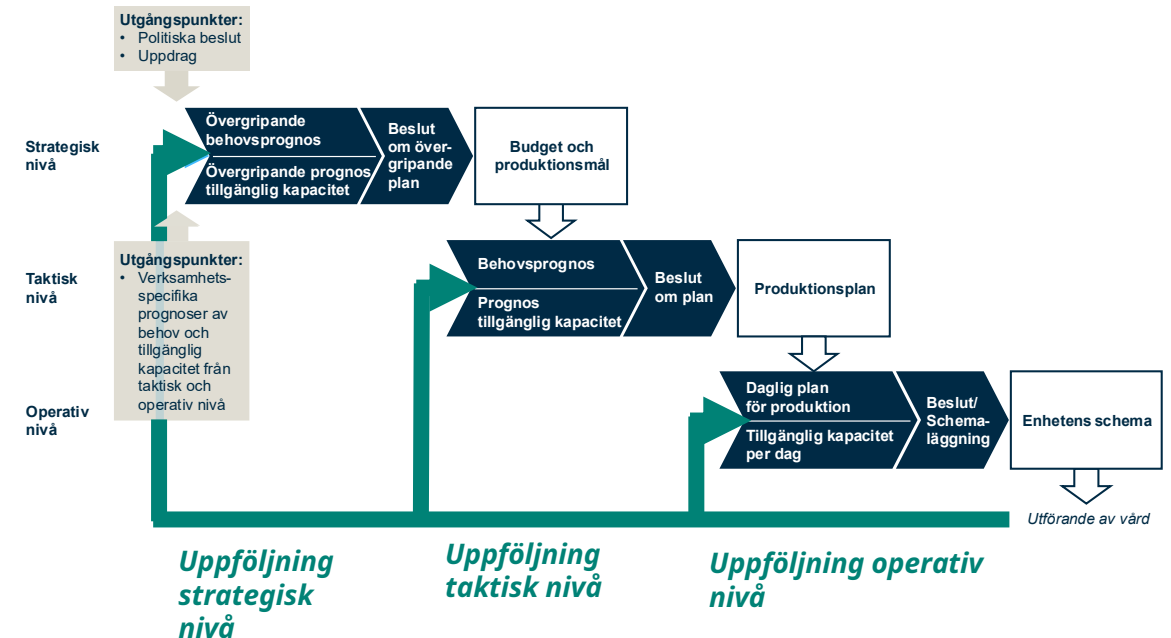 Utgångspunkter:
• Politiska beslut
• Uppdrag
Strategisk
nivå
Övergripande
behovsprognos
Övergripande prognos
tillgänglig kapacitet
Beslut
om över-
gripande
plan
Budget och
produktionsmål
Utgångspunkter:
• Verksamhets-
specifika
prognoser av
behov och
tillgänglig
kapacitet från
taktisk och
operativ nivå
Taktisk
nivå
Behovsprognos
Prognos
tillgänglig kapacitet
Beslut
om plan
Produktionsplan
Operativ
nivå
Daglig plan
för produktion
Tillgänglig kapacitet
per dag
Beslut/
Schema-
läggning
Enhetens schema
Utförande av vård
Uppföljning
strategisk
nivå
Uppföljning
taktisk nivå
Uppföljning operativ
nivå